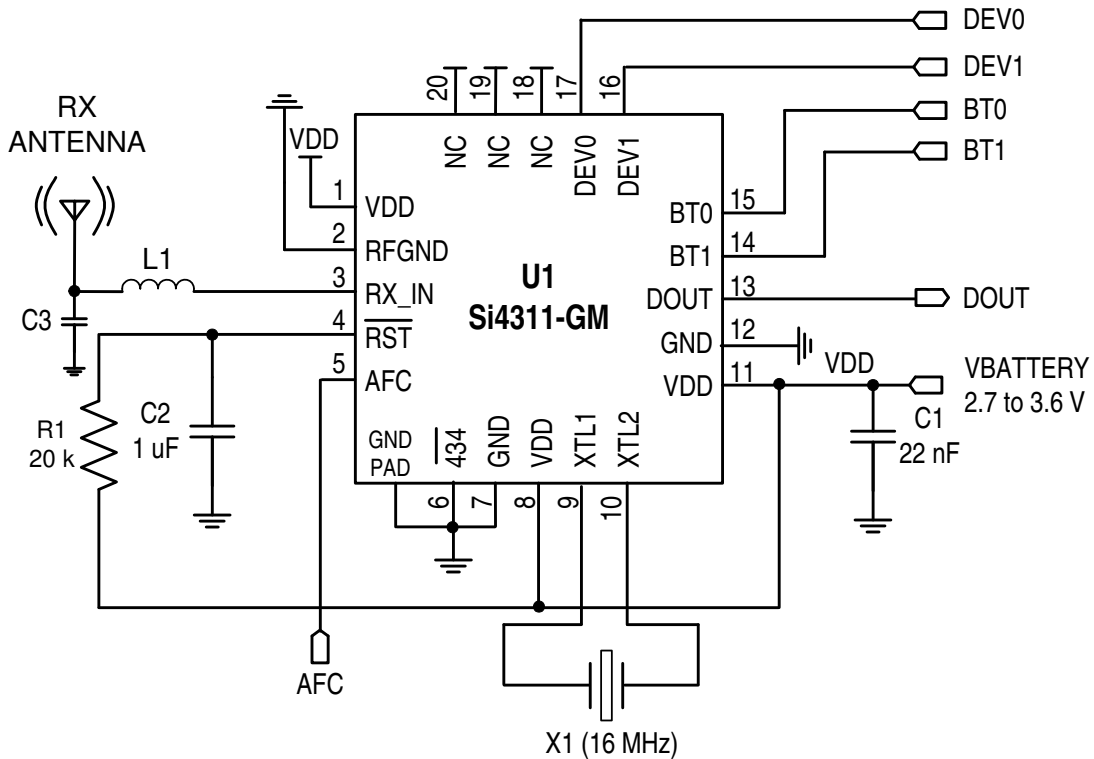 DEV0
DEV1
BT0
BT1
RX
ANTENNA
VDD
20
19
18
17
16
NC
NC
NC
DEV0
DEV1
1
VDD
2
RFGND
L1
3
RX_IN
4
RST
5
AFC
C3
U1
Si4311-GM
15
BT0
14
BT1
13
DOUT
DOUT
12
GND
11
VDD
VDD
VBATTERY
2.7 to 3.6 V
C1
22 nF
R1
20 k
C2
1 uF
GND
PAD
434
GND
VDD
XTL1
XTL2
6
7
8
9
10
AFC
X1 (16 MHz)